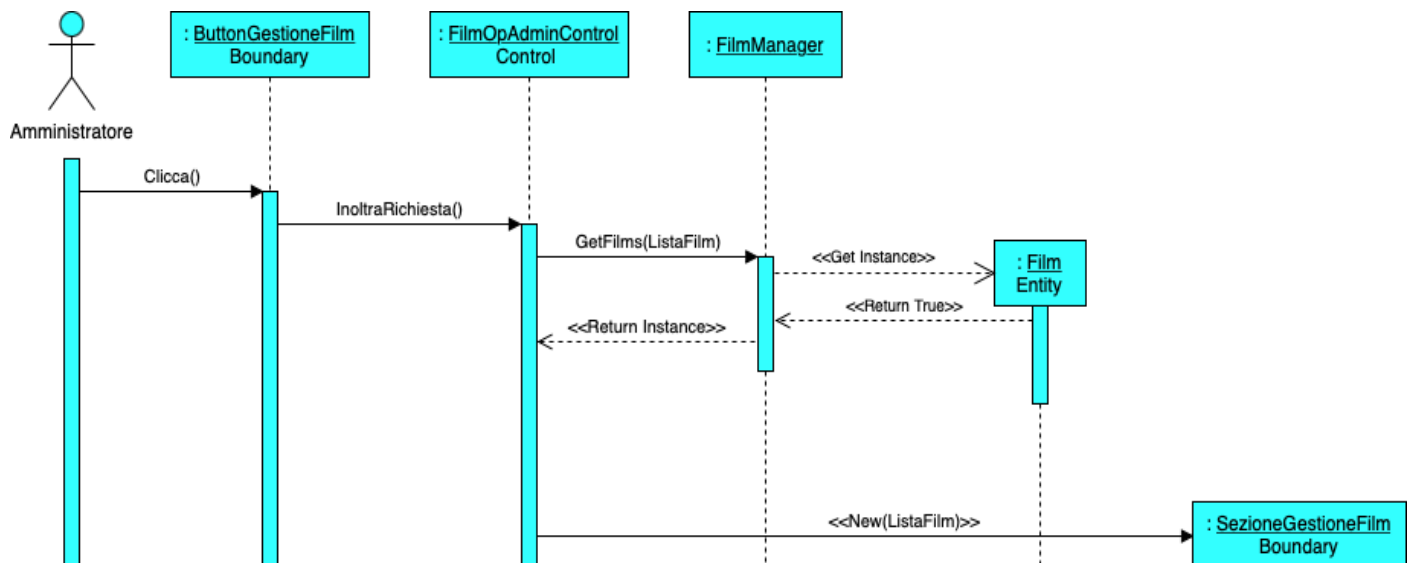 : ButtonGestioneFilm
Boundary
: FilmOpAdminControl
Control
: FilmManager
Amministratore
Clicca()
InoltraRichiesta()
GetFilms(ListaFilm)
<<Get Instance>>
: Film
Entity
<<Return True>>
<<Return Instance>>
<<New(ListaFilm)>>
: SezioneGestioneFilm
Boundary